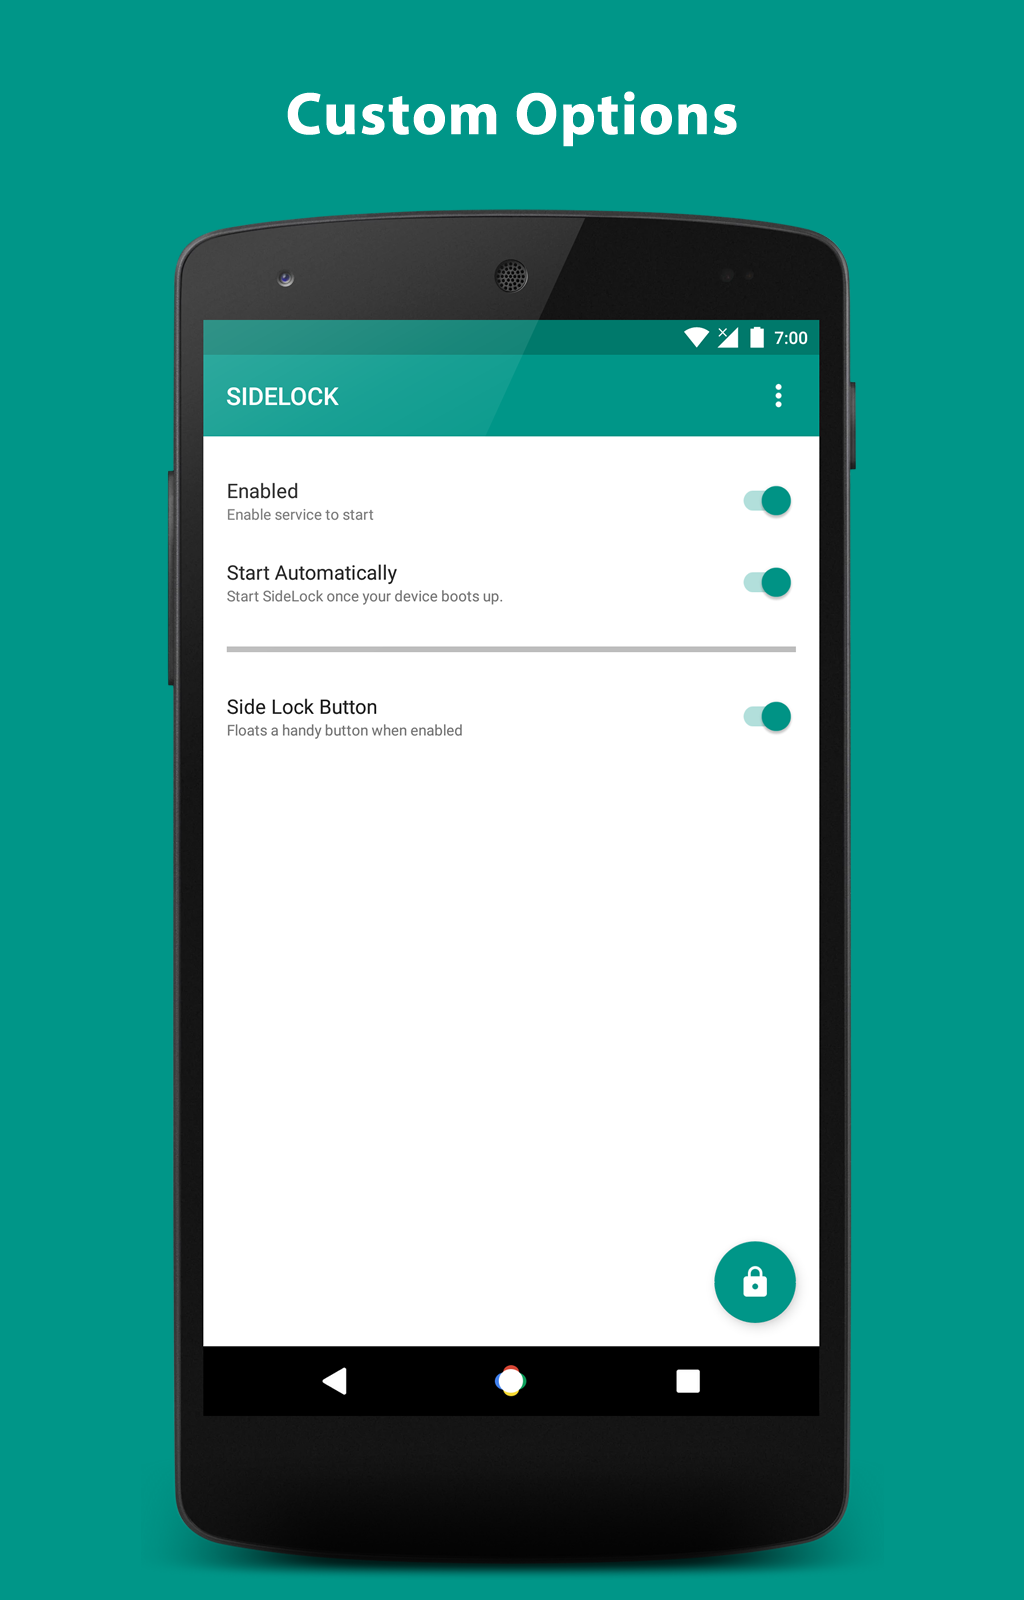 Custom Options
7:00
SIDELOCK
Enabled
Enable service to start
Start Automatically
Start SideLock once your device boots up.
Side Lock Button
Floats a handy button when enabled